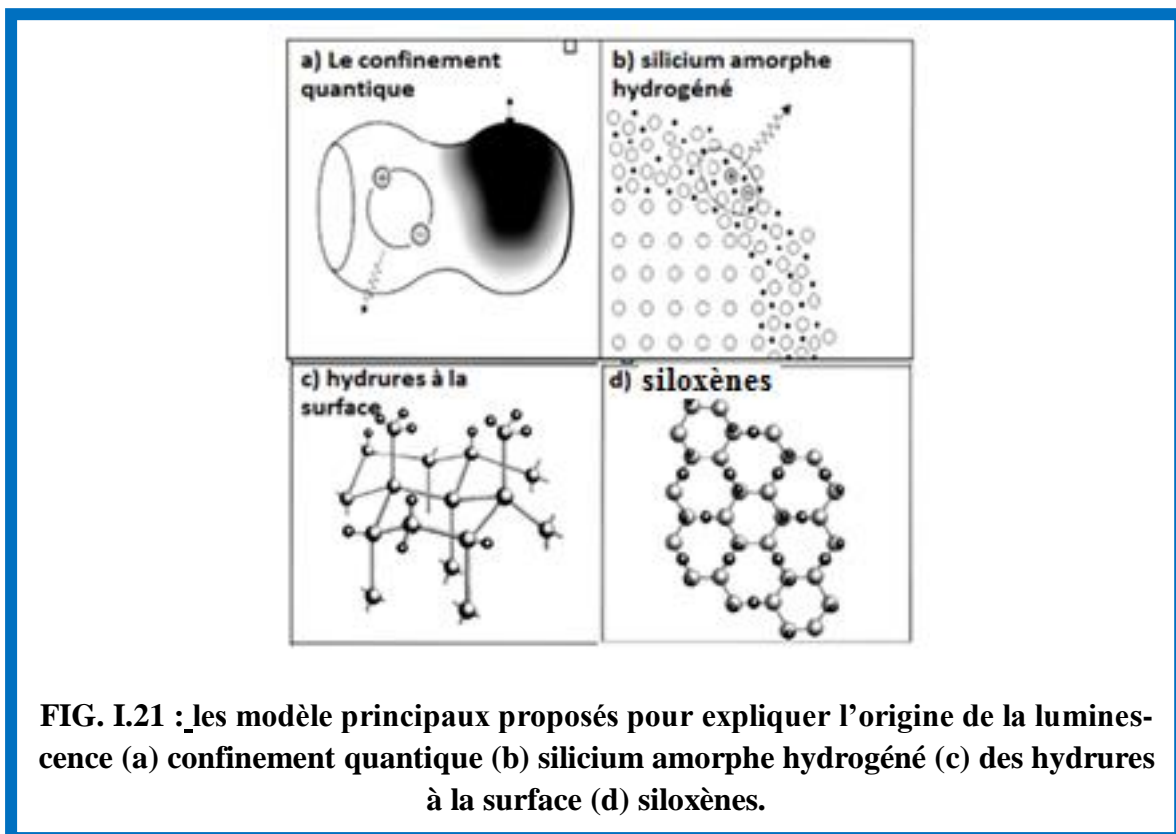 a) Le confinement
quantique
b) silicium amorphe
hydrogéné
c) hydrures à la
surface
d) siloxènes
FIG. I.21 : les modèle principaux proposés pour expliquer l’origine de la lumines-
cence (a) confinement quantique (b) silicium amorphe hydrogéné (c) des hydrures
à la surface (d) siloxènes.